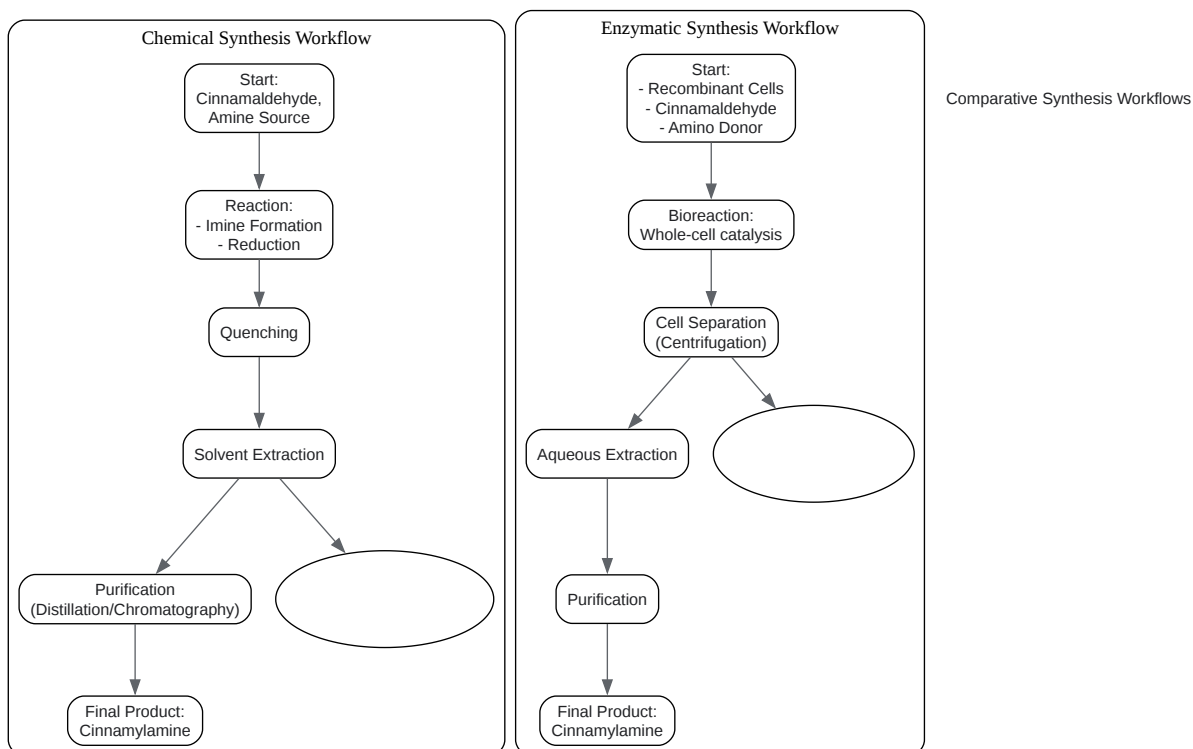 Chemical Synthesis Workflow
Start:
Cinnamaldehyde,
Amine Source
Reaction:
- Imine Formation
- Reduction
Quenching
Solvent Extraction
Purification
(Distillation/Chromatography)
Final Product:
Cinnamylamine
Enzymatic Synthesis Workflow
Start:
- Recombinant Cells
- Cinnamaldehyde
- Amino Donor
Bioreaction:
Whole-cell catalysis
Cell Separation
(Centrifugation)
Aqueous Extraction
Purification
Final Product:
Cinnamylamine
Comparative Synthesis Workflows